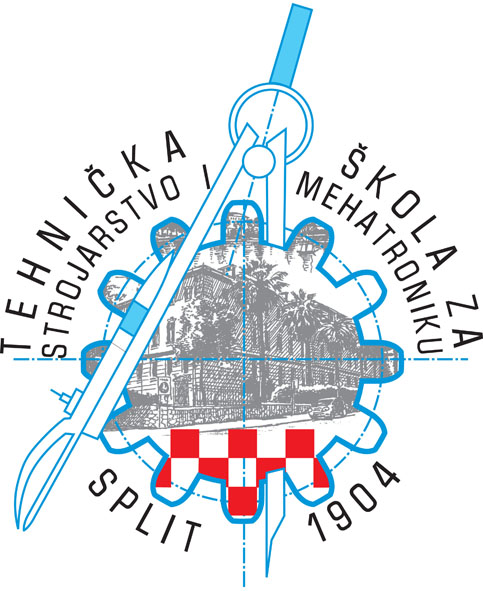 TEHNIČKA ŠKOLA ZA
STROJARSTVO I MEHATRONIKU
SPLIT 1904